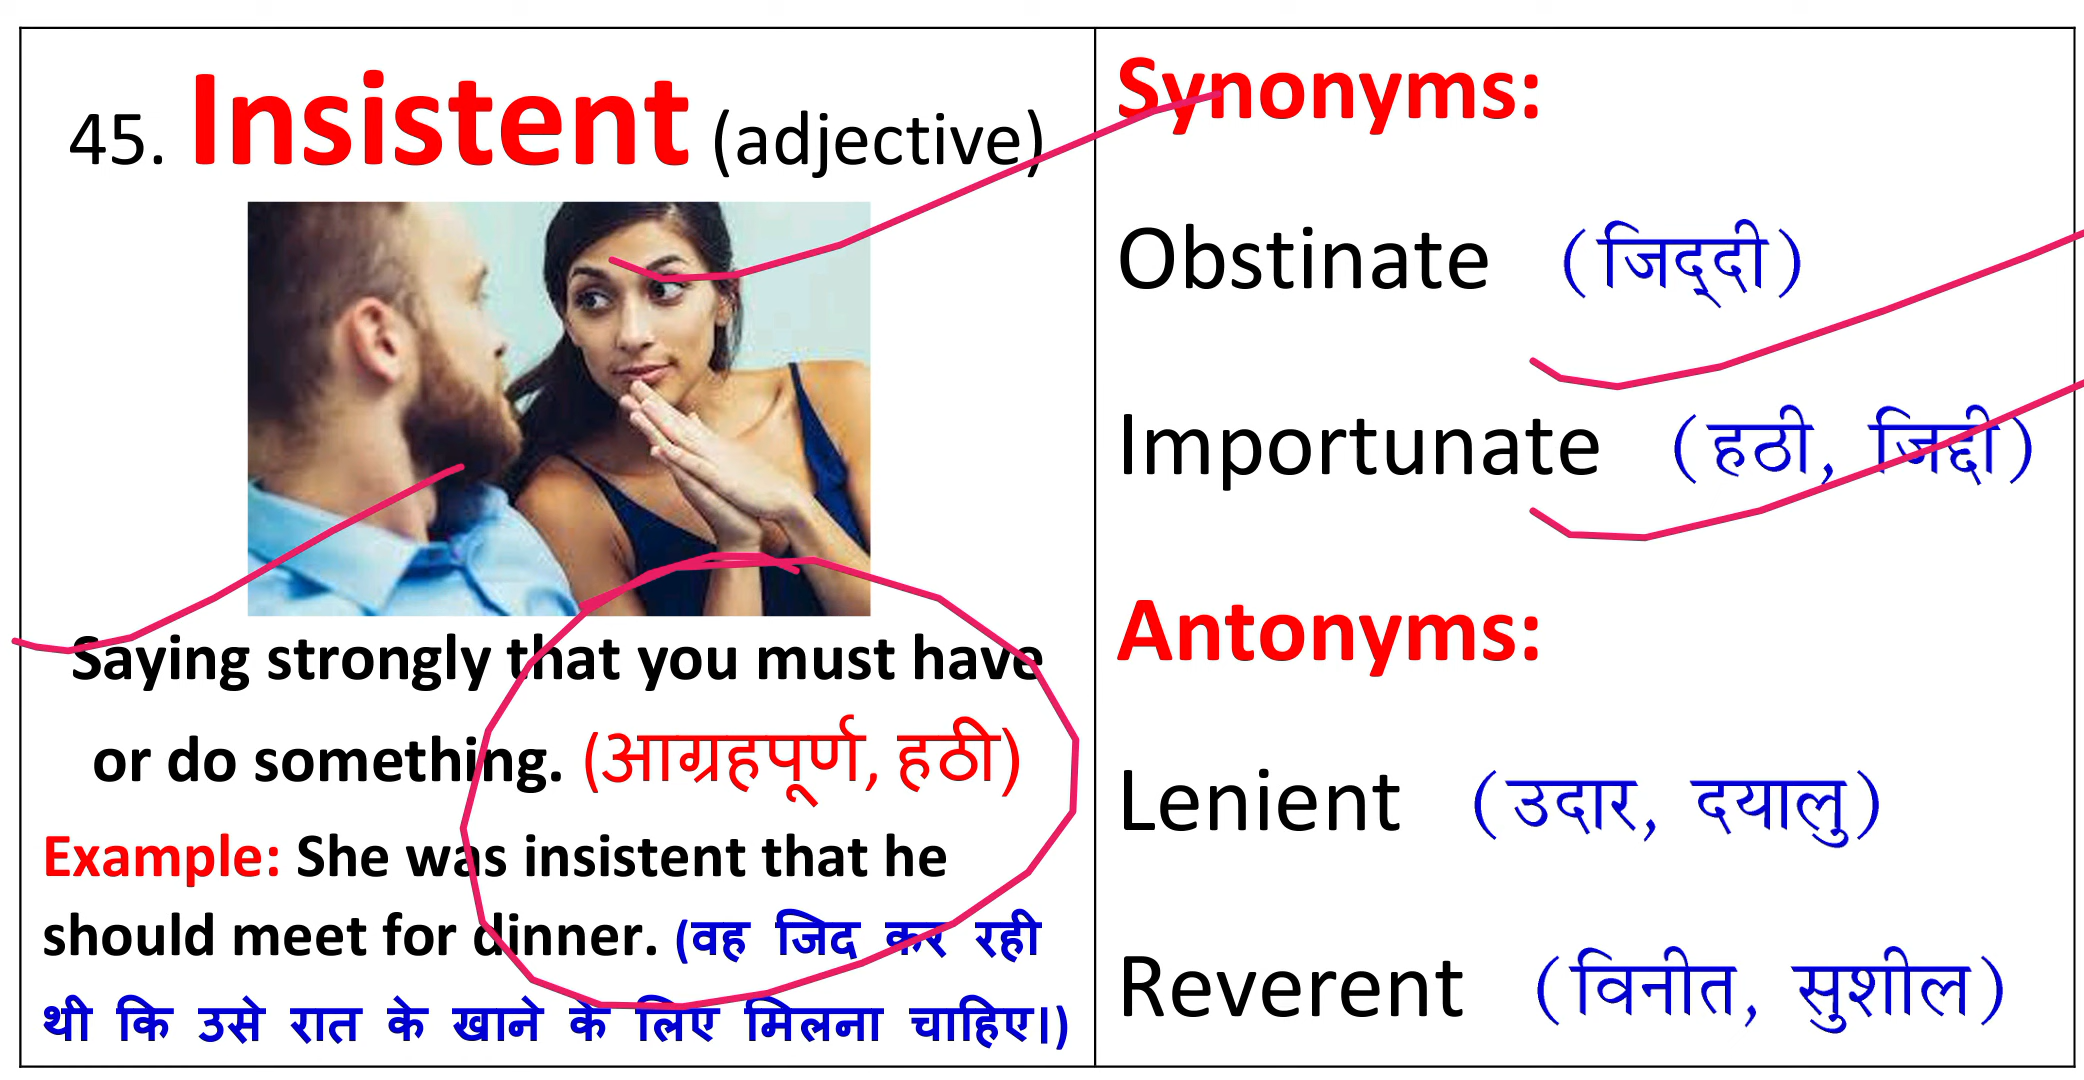 45. Insistent (adjective)
Saying strongly that you must have
or do something. (आग्रहपूर्ण, हठी)
Example: She was insistent that he
should meet for dinner. (वह जिद कर रही
थी कि उसे रात के खाने के लिए मिलना चाहिए।)
Synonyms:
Obstinate (जिद्‌दी)
Importunate (हठी, जिद्दी)
Antonyms:
Lenient (उदार, दयालु)
Reverent (विनीत, सुशील)